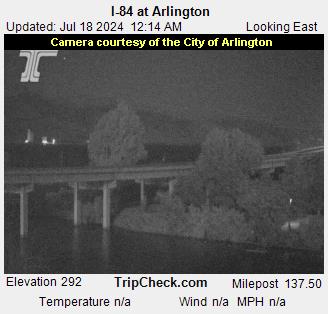 I-84 at Arlington
Updated: Jul 18 2024 12:14 AM Looking East
Camera courtesy of the City of Arlington
Elevation 292 TripCheck.com Milepost 137.50
Temperature n/a Wind n/a MPH n/a